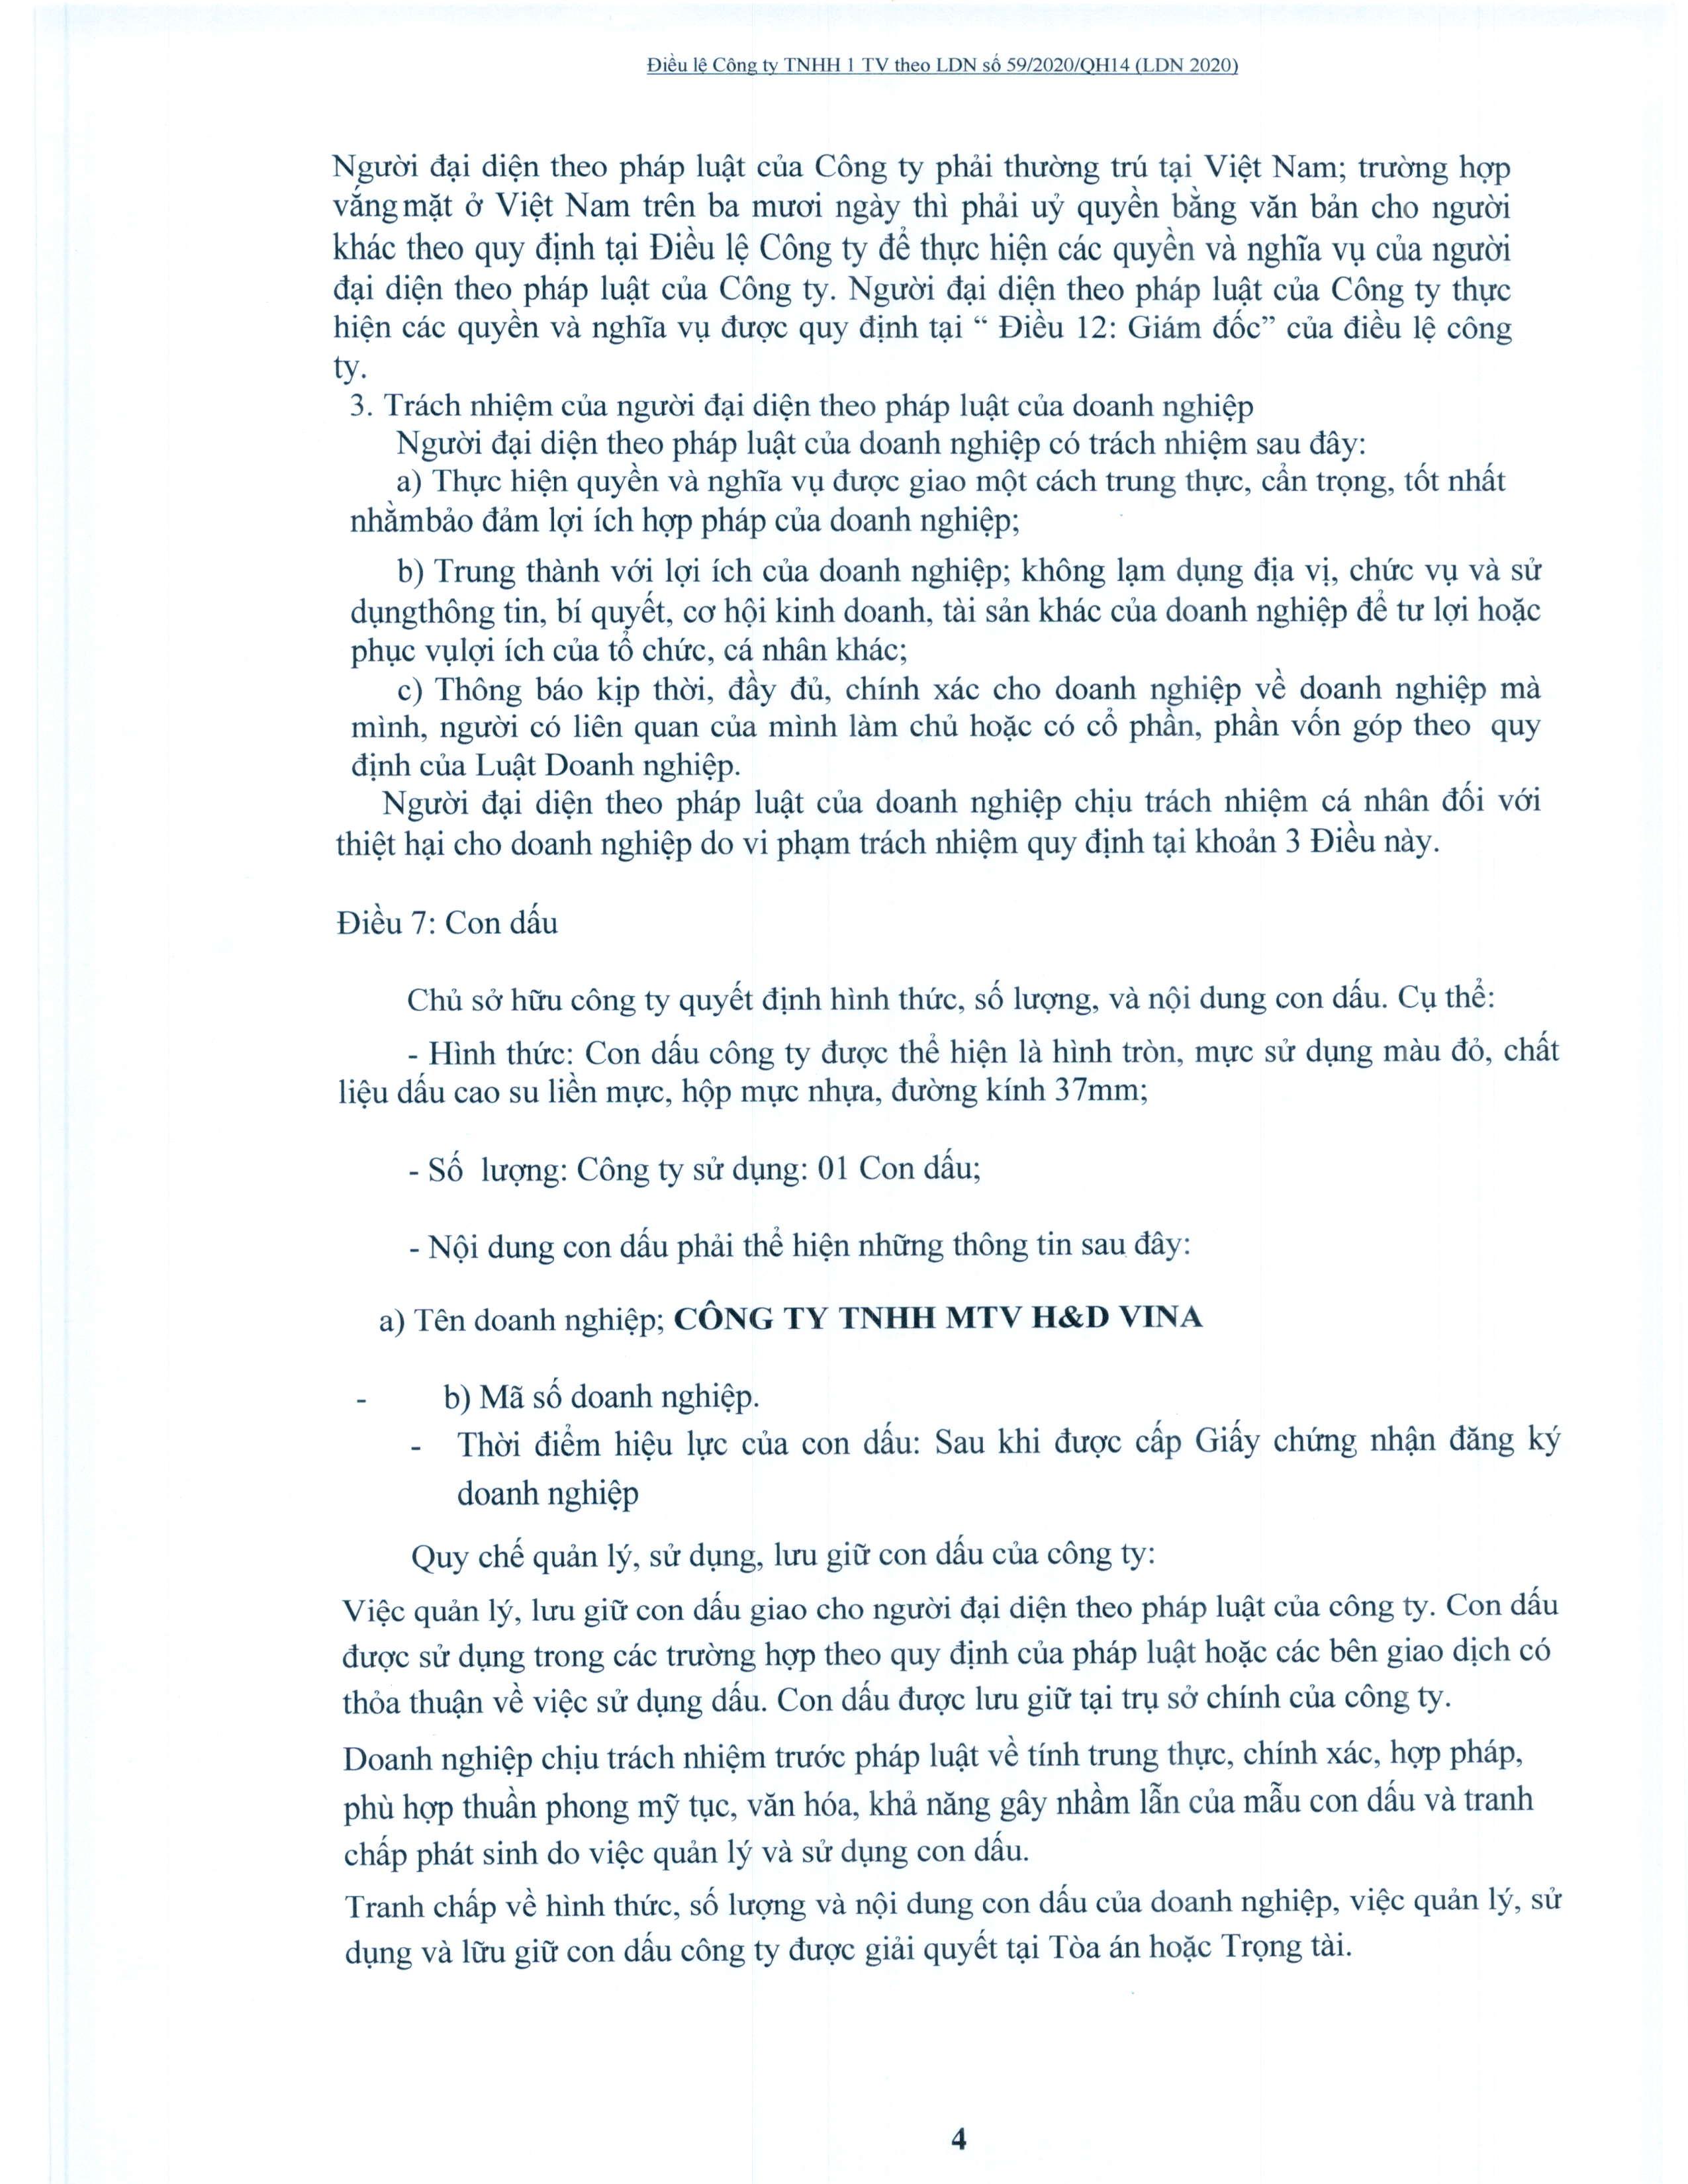 Điều lệ Công ty TNHH 1 TV theo LDN số 59/2020/QH14 (LDN 2020)
Người đại diện theo pháp luật của Công ty phải thường trú tại Việt Nam; trường hợp
vắng mặt ở Việt Nam trên ba mươi ngày thì phải uỷ quyền bằng văn bản cho người
khác theo quy định tại Điều lệ Công ty để thực hiện các quyền và nghĩa vụ của người
đại diện theo pháp luật của Công ty. Người đại diện theo pháp luật của Công ty thực
hiện các quyền và nghĩa vụ được quy định tại “ Điều 12: Giám đốc” của điều lệ công
ty.
3. Trách nhiệm của người đại diện theo pháp luật của doanh nghiệp
Người đại diện theo pháp luật của doanh nghiệp có trách nhiệm sau đây:
a) Thực hiện quyền và nghĩa vụ được giao một cách trung thực, cẩn trọng, tốt nhất
nhằmbảo đảm lợi ích hợp pháp của doanh nghiệp;
b) Trung thành với lợi ích của doanh nghiệp; không lạm dụng địa vị, chức vụ và sử
dụngthông tin, bí quyết, cơ hội kinh doanh, tài sản khác của doanh nghiệp để tư lợi hoặc
phục vụlợi ích của tổ chức, cá nhân khác;
c) Thông báo kịp thời, đầy đủ, chính xác cho doanh nghiệp về doanh nghiệp mà
mình, người có liên quan của mình làm chủ hoặc có cổ phần, phần vốn góp theo quy
định của Luật Doanh nghiệp.
Người đại diện theo pháp luật của doanh nghiệp chịu trách nhiệm cá nhân đối với
thiệt hại cho doanh nghiệp do vi phạm trách nhiệm quy định tại khoản 3 Điều này.
Điều 7: Con dấu
Chủ sở hữu công ty quyết định hình thức, số lượng, và nội dung con dấu. Cụ thể:
- Hình thức: Con dấu công ty được thể hiện là hình tròn, mực sử dụng màu đỏ, chất
liệu dấu cao su liền mực, hộp mực nhựa, đường kính 37mm;
- Số lượng: Công ty sử dụng: 01 Con dấu;
- Nội dung con dấu phải thể hiện những thông tin sau đây:
a) Tên doanh nghiệp; CÔNG TY TNHH MTV H&D VINA
- b) Mã số doanh nghiệp.
- Thời điểm hiệu lực của con dấu: Sau khi được cấp Giấy chứng nhận đăng ký
doanh nghiệp
Quy chế quản lý, sử dụng, lưu giữ con dấu của công ty:
Việc quản lý, lưu giữ con dấu giao cho người đại diện theo pháp luật của công ty. Con dấu
được sử dụng trong các trường hợp theo quy định của pháp luật hoặc các bên giao dịch có
thỏa thuận về việc sử dụng dấu. Con dấu được lưu giữ tại trụ sở chính của công ty.
Doanh nghiệp chịu trách nhiệm trước pháp luật về tính trung thực, chính xác, hợp pháp,
phù hợp thuần phong mỹ tục, văn hóa, khả năng gây nhầm lẫn của mẫu con dấu và tranh
chấp phát sinh do việc quản lý và sử dụng con dấu.
Tranh chấp về hình thức, số lượng và nội dung con dấu của doanh nghiệp, việc quản lý, sử
dụng và lữu giữ con dấu công ty được giải quyết tại Tòa án hoặc Trọng tài.
4